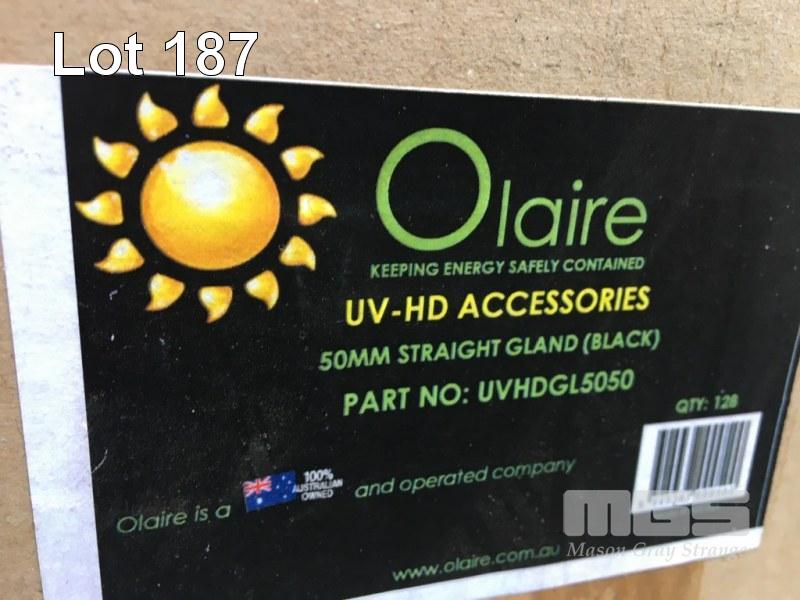 Lot 187
Olaire
KEEPING ENERGY SAFELY CONTAINED
UV-HD ACCESSORIES
50MM STRAIGHT GLAND (BLACK)
PART NO: UVHDGL5050
QTY: 128
Olaire is a 100% AUSTRALIAN OWNED and operated company
www.olaire.com.au
MGS
Mason Gray Strange